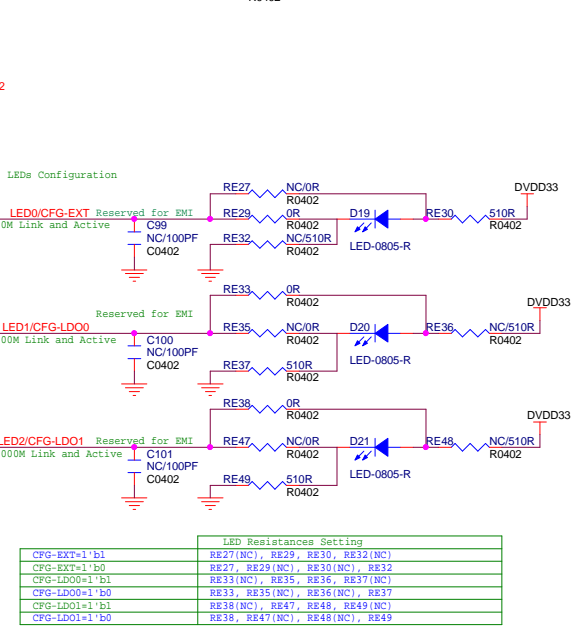 2
LEDs Configuration
RE27 NC/0R DVDD33
R0402
LED0/CFG-EXT Reserved for EMI RE29 0R D19 RE30 510R
0M Link and Active C99 R0402 R0402
NC/100PF RE32 NC/510R
C0402 R0402 LED-0805-R
RE33 0R DVDD33
R0402
Reserved for EMI
LED1/CFG-LDO0 RE35 NC/0R D20 RE36 NC/510R
00M Link and Active C100 R0402 R0402
NC/100PF
C0402 RE37 510R LED-0805-R
R0402
RE38 0R DVDD33
R0402
LED2/CFG-LDO1 Reserved for EMI RE47 NC/0R D21 RE48 NC/510R
000M Link and Active C101 R0402 R0402
NC/100PF
C0402 RE49 510R LED-0805-R
R0402
LED Resistances Setting
CFG-EXT=1'b1 RE27(NC), RE29, RE30, RE32(NC)
CFG-EXT=1'b0 RE27, RE29(NC), RE30(NC), RE32
CFG-LDO0=1'b1 RE33(NC), RE35, RE36, RE37(NC)
CFG-LDO0=1'b0 RE33, RE35(NC), RE36(NC), RE37
CFG-LDO1=1'b1 RE38(NC), RE47, RE48, RE49(NC)
CFG-LDO1=1'b0 RE38, RE47(NC), RE48(NC), RE49